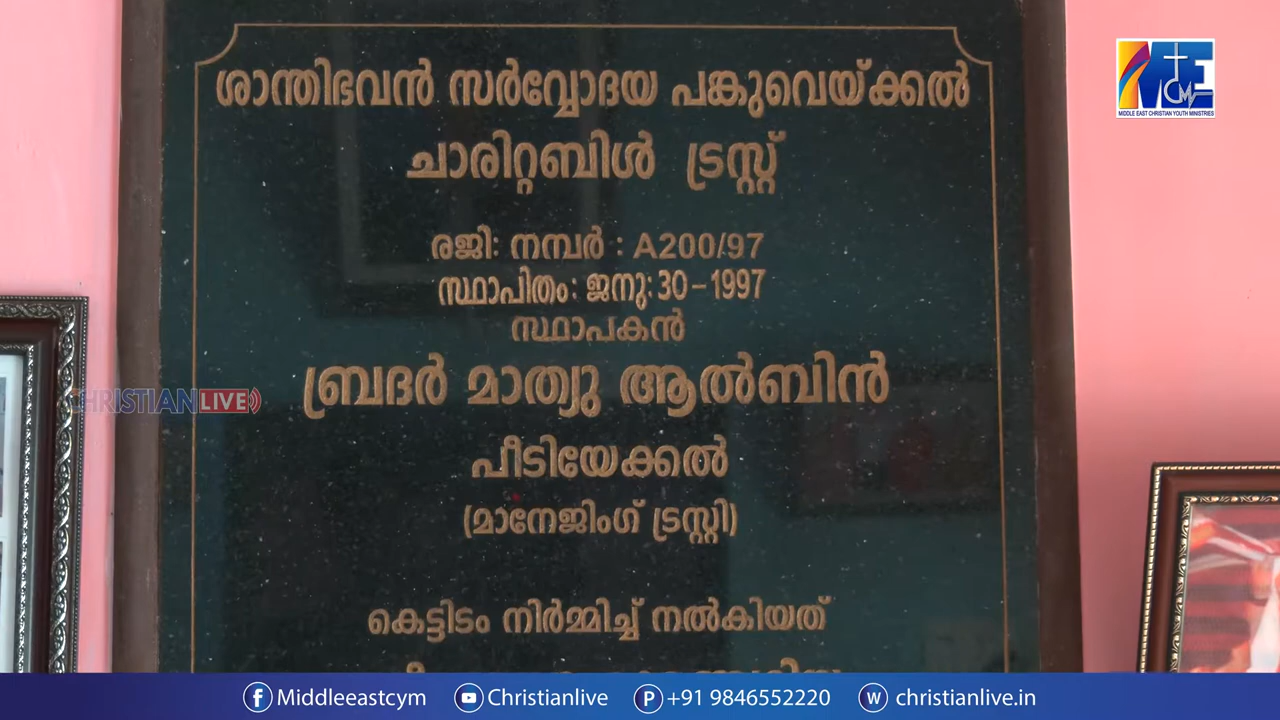 ശാന്തിഭവൻ സർവ്വോദയ പങ്കുവെയ്ക്കൽ
ചാരിറ്റബിൾ ട്രസ്റ്റ്
രജി: നമ്പർ : A200/97
സ്ഥാപിതം: ജനു: 30-1997
സ്ഥാപകൻ
ബ്രദർ മാത്യു ആൽബിൻ
പീടിയേക്കൽ
(മാനേജിംഗ് ട്രസ്റ്റി)
കെട്ടിടം നിർമ്മിച്ച് നൽകിയത്
MECYM
MIDDLE EAST CHRISTIAN YOUTH MINISTRIES
CHRISTIAN LIVE
Middleeastcym
Christianlive
+91 9846552220
christianlive.in